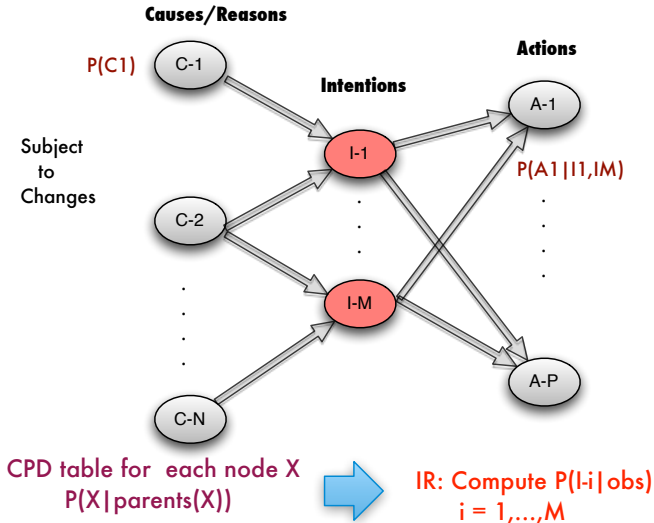 Causes/Reasons
Actions
P(C1)
C-1
Intentions
A-1
Subject
to
Changes
I-1
P(A1|I1,IM)
C-2
I-M
A-P
C-N
CPD table for each node X
P(X|parents(X))
IR: Compute P(I-i|obs)
i = 1,...,M